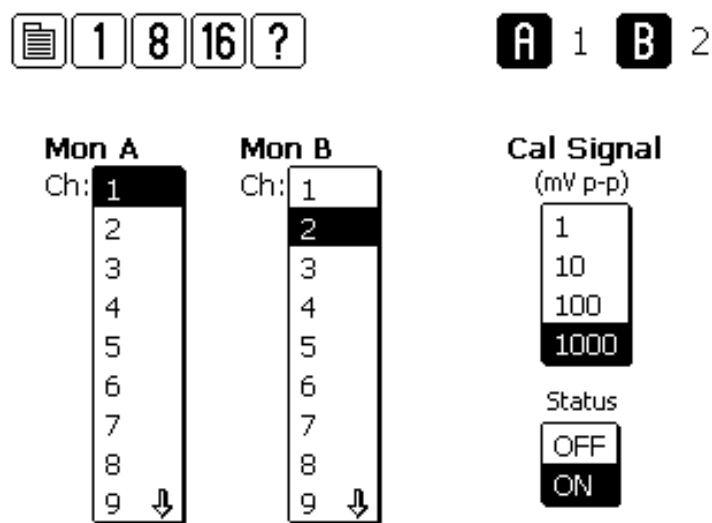 1 8 16 ? A 1 B 2
Mon A
Ch: 1
2
3
4
5
6
7
8
9
Mon B
Ch: 1
2
3
4
5
6
7
8
9
Cal Signal
(mV p-p)
1
10
100
1000
Status
OFF
ON